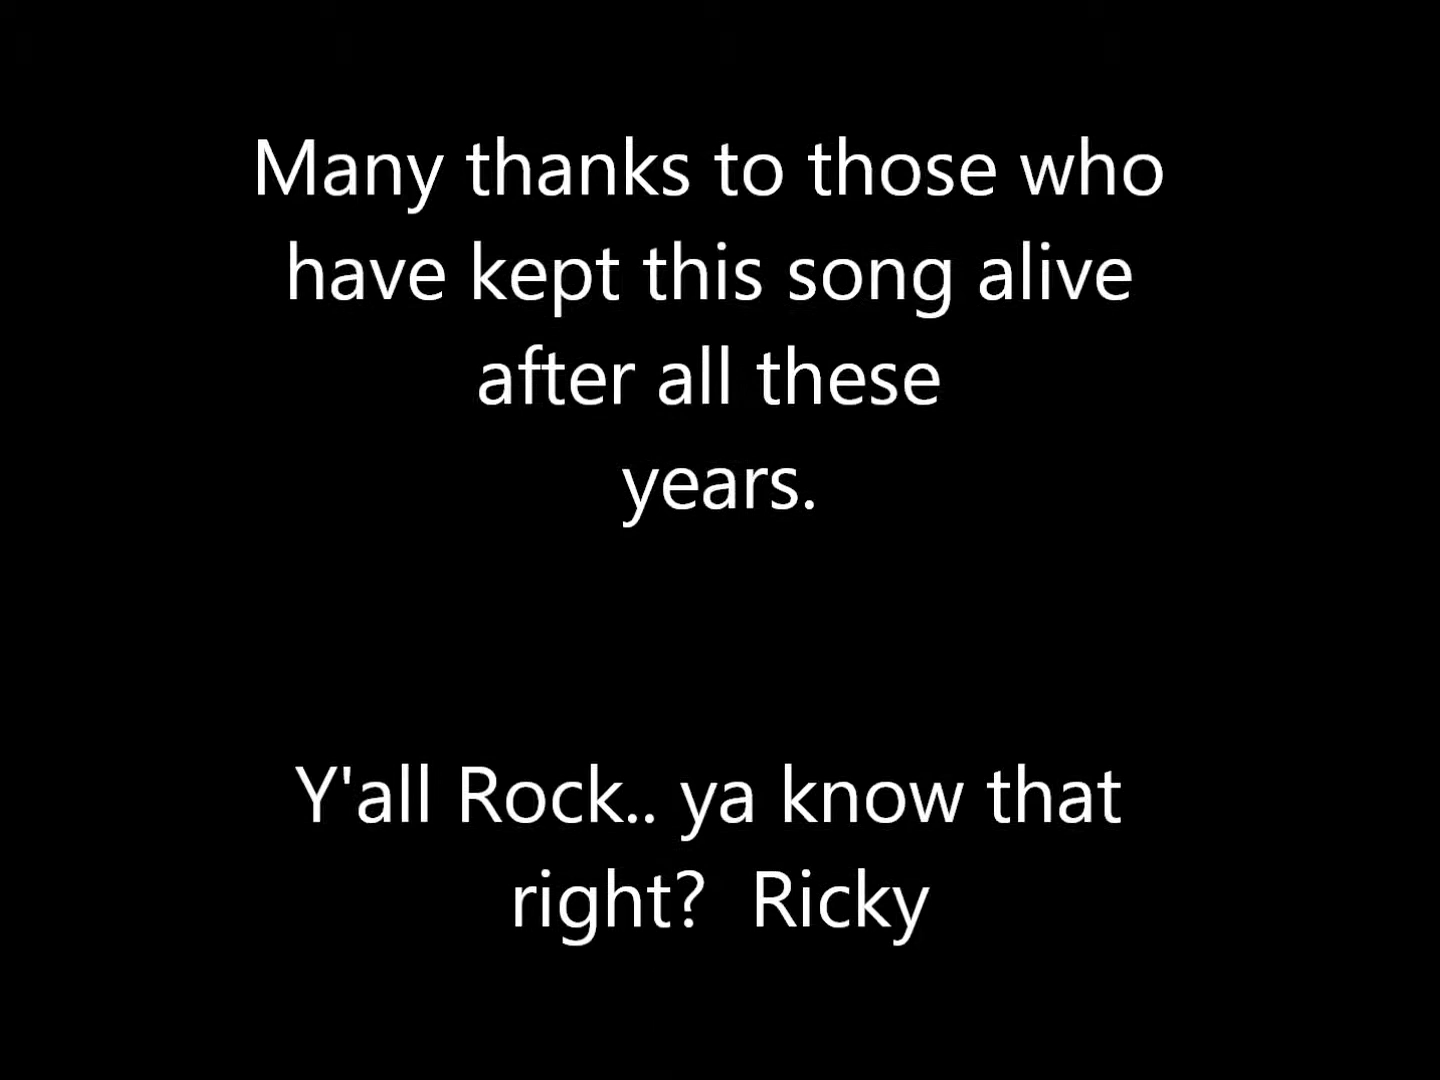 Many thanks to those who
have kept this song alive
after all these
years.
Y'all Rock.. ya know that
right?  Ricky